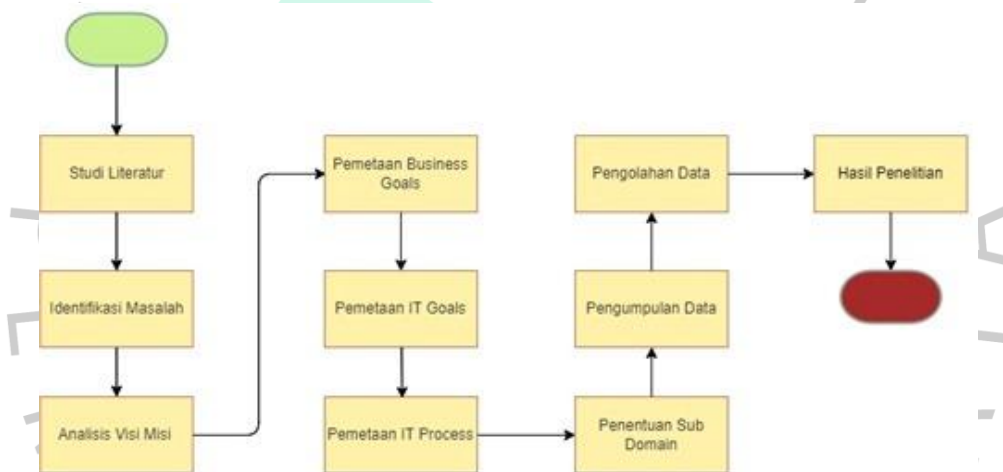 Studi Literatur
Identifikasi Masalah
Analisis Visi Misi
Pemetaan Business
Goals
Pemetaan IT Goals
Pemetaan IT Process
Penentuan Sub
Domain
Pengumpulan Data
Pengolahan Data
Hasil Penelitian